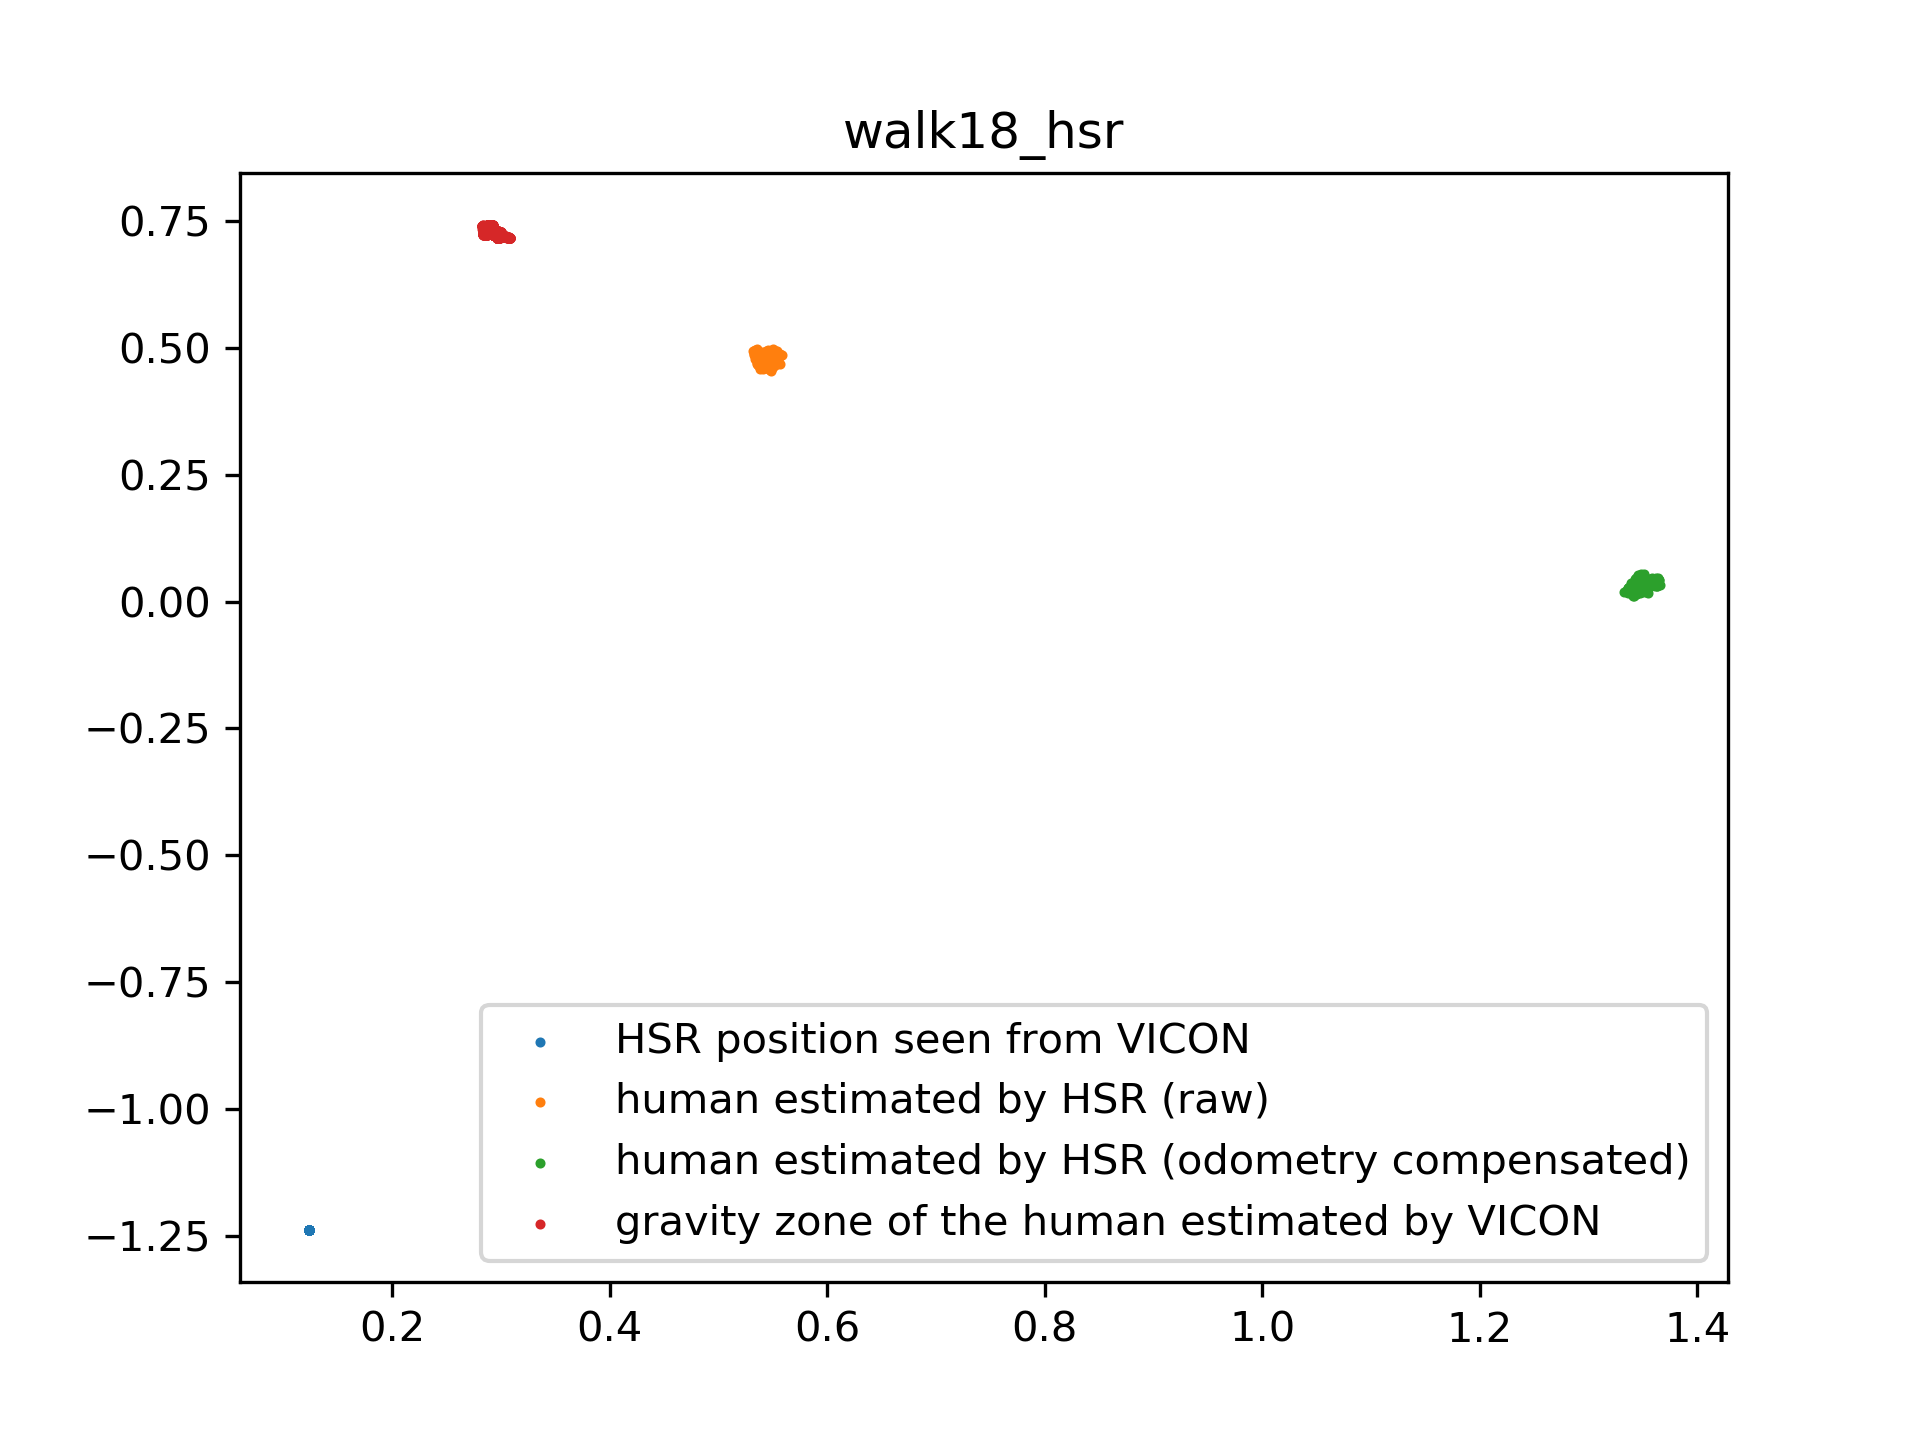 walk18_hsr
0.75
0.50
0.25
0.00
−0.25
−0.50
−0.75
−1.00
−1.25
HSR position seen from VICON
human estimated by HSR (raw)
human estimated by HSR (odometry compensated)
gravity zone of the human estimated by VICON
0.2 0.4 0.6 0.8 1.0 1.2 1.4